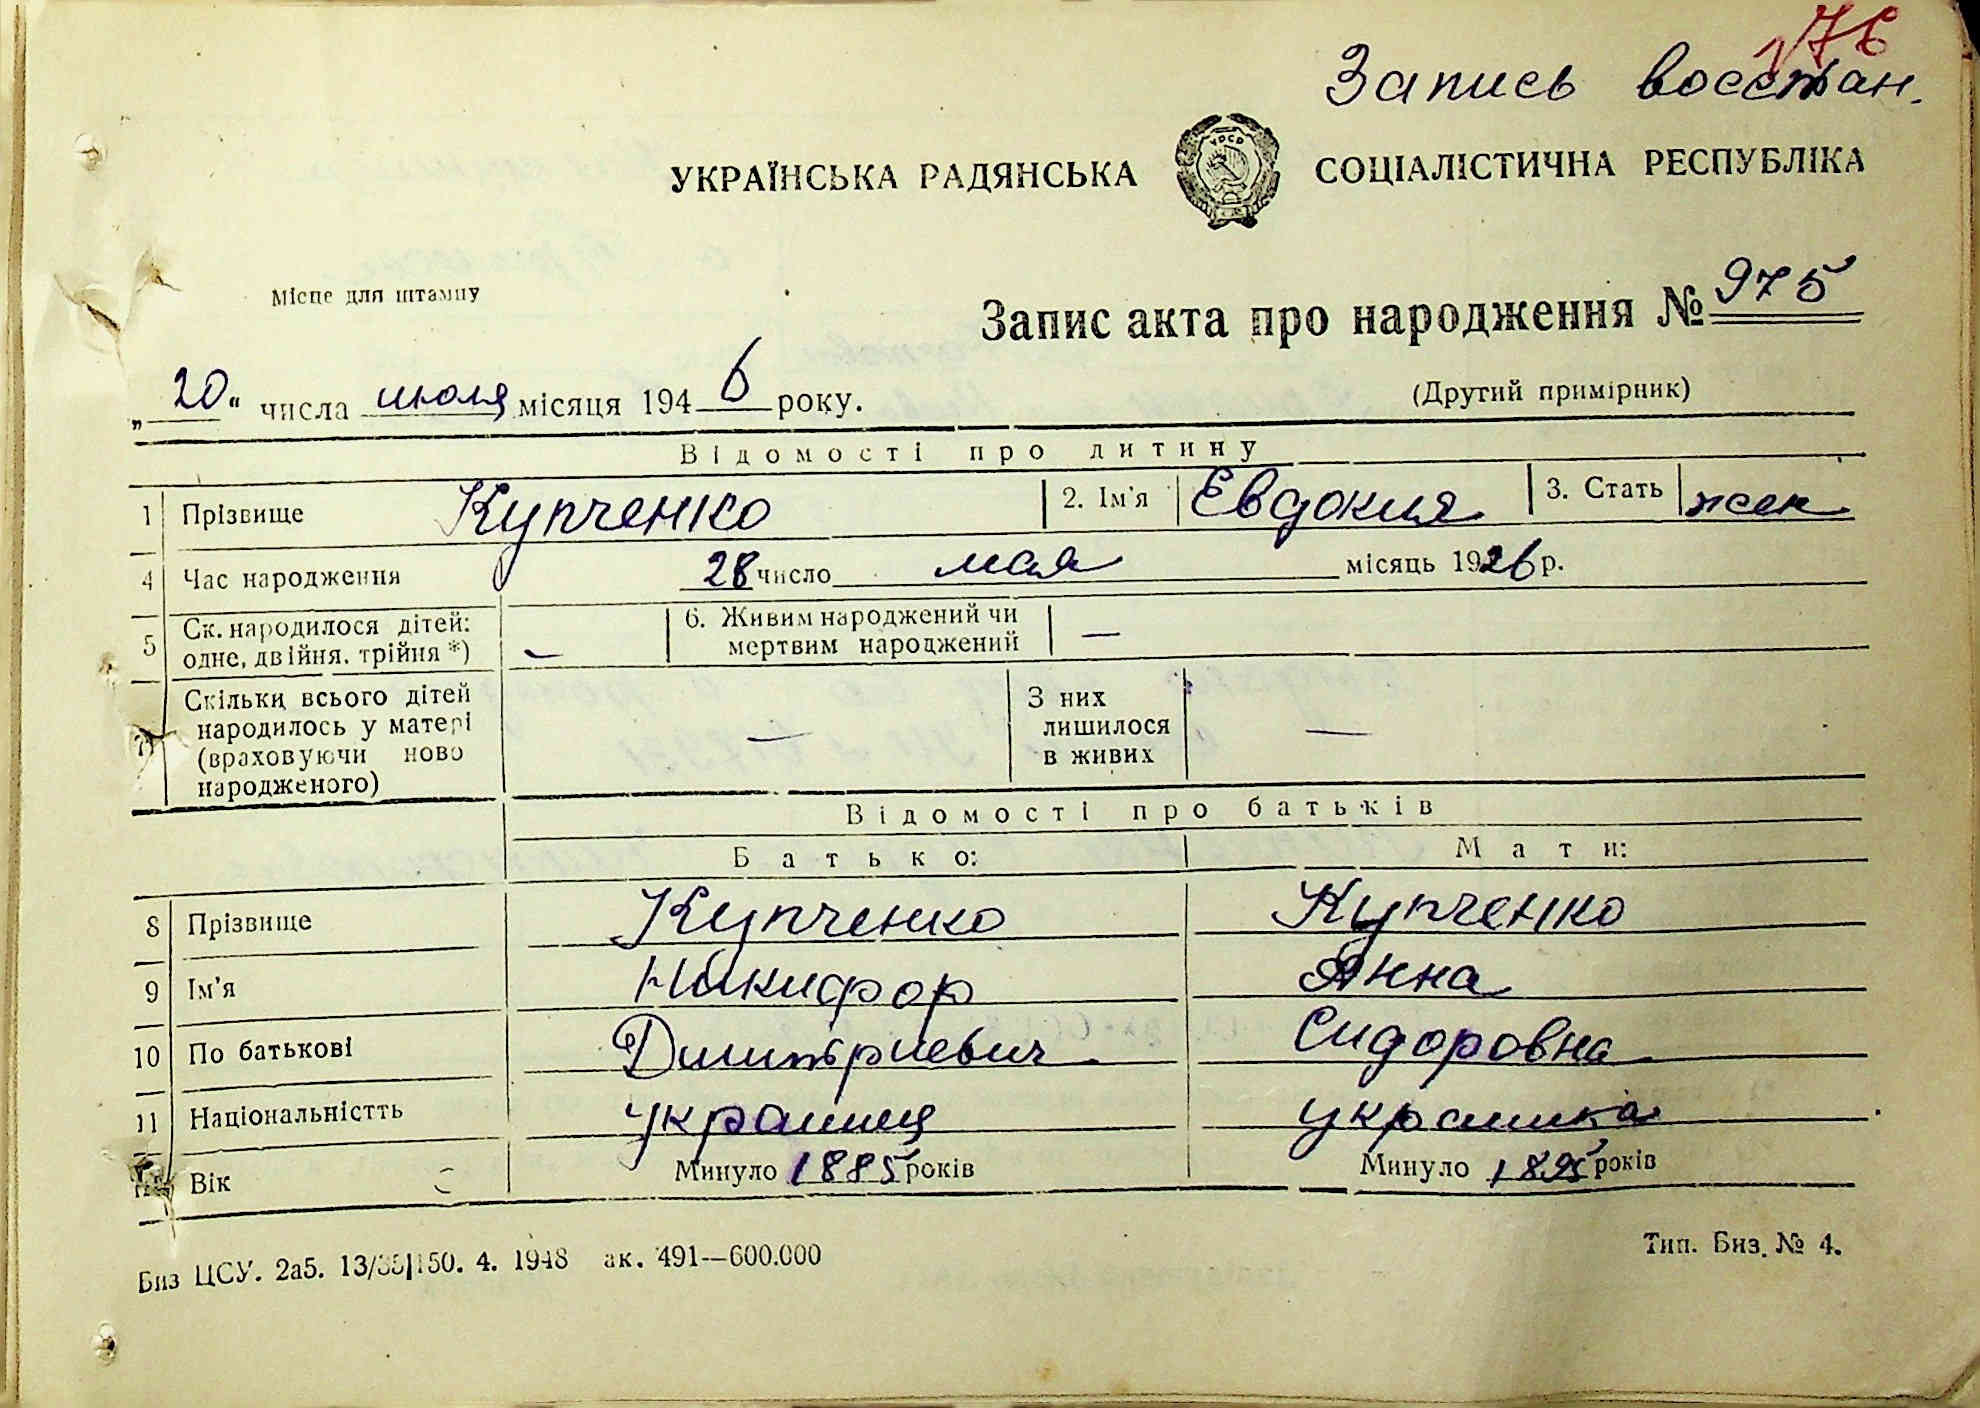 176
Запись восстан.
УКРАЇНСЬКА РАДЯНСЬКА СОЦІАЛІСТИЧНА РЕСПУБЛІКА
УРСР
Місце для штампу
Запис акта про народження № 975
„20“ числа июля місяця 1946 року.
(Другий примірник)
Відомості про дитину
1 Прізвище Купченко 2. Ім'я Евдокия 3. Стать жен
4 Час народження 28 число мая місяць 1926 р.
5 Ск. народилося дітей: одне, двійня, трійня *) — 6. Живим народжений чи мертвим народжений —
7 Скільки всього дітей народилось у матері (враховуючи ново народженого) — З них лишилося в живих —
Відомості про батьків
Батько: Мати:
8 Прізвище Купченко Купченко
9 Ім'я Никифор Анна
10 По батькові Дмитриевич Сидоровна
11 Національністть украинец украинка
Вік Минуло 1885 років Минуло 1895 років
Биз ЦСУ. 2а5. 13/35|150. 4. 1948 ак. 491—600.000
Тип. Биз. № 4.